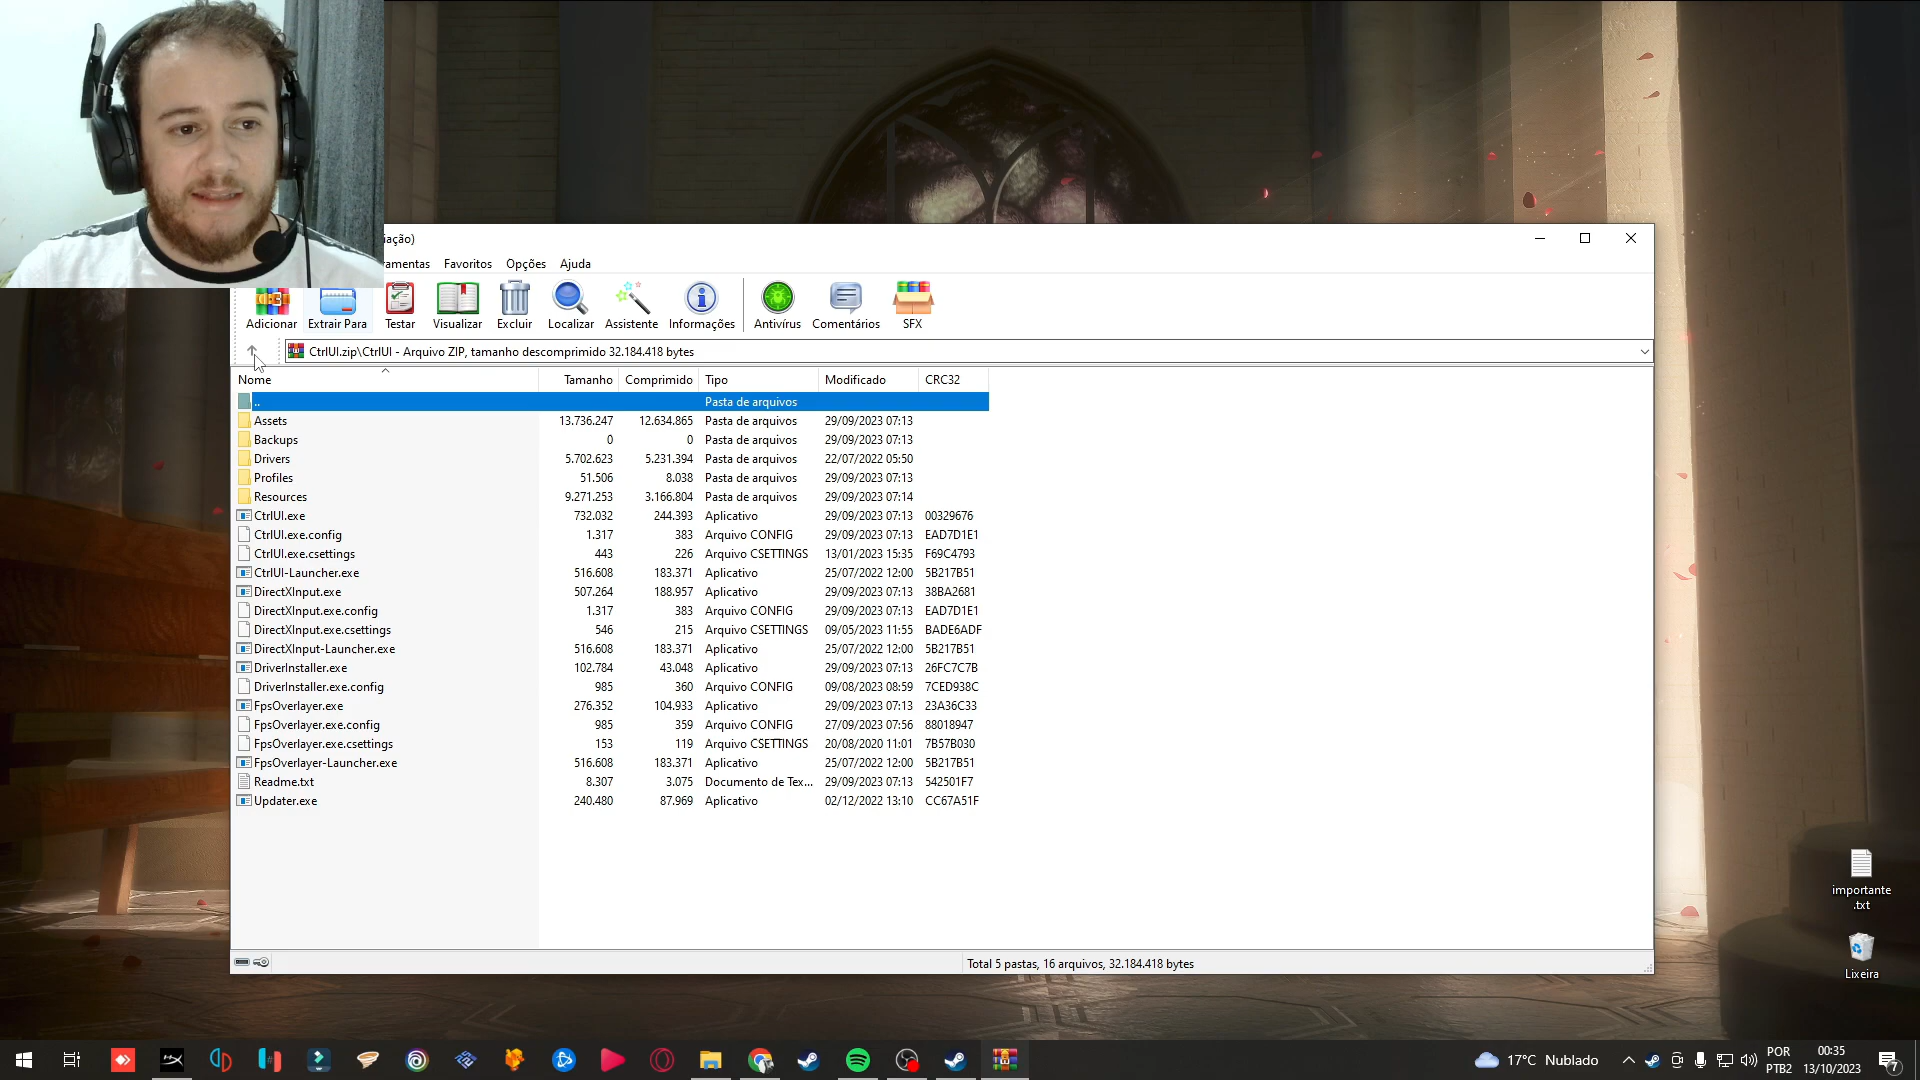 iação)
ramentas Favoritos Opções Ajuda
Adicionar Extrair Para Testar Visualizar Excluir Localizar Assistente Informações Antivírus Comentários SFX
CtrlUI.zip\CtrlUI - Arquivo ZIP, tamanho descomprimido 32.184.418 bytes
Nome Tamanho Comprimido Tipo Modificado CRC32
.. Pasta de arquivos
Assets 13.736.247 12.634.865 Pasta de arquivos 29/09/2023 07:13
Backups 0 0 Pasta de arquivos 29/09/2023 07:13
Drivers 5.702.623 5.231.394 Pasta de arquivos 22/07/2022 05:50
Profiles 51.506 8.038 Pasta de arquivos 29/09/2023 07:13
Resources 9.271.253 3.166.804 Pasta de arquivos 29/09/2023 07:14
CtrlUI.exe 732.032 244.393 Aplicativo 29/09/2023 07:13 00329676
CtrlUI.exe.config 1.317 383 Arquivo CONFIG 29/09/2023 07:13 EAD7D1E1
CtrlUI.exe.csettings 443 226 Arquivo CSETTINGS 13/01/2023 15:35 F69C4793
CtrlUI-Launcher.exe 516.608 183.371 Aplicativo 25/07/2022 12:00 5B217B51
DirectXInput.exe 507.264 188.957 Aplicativo 29/09/2023 07:13 38BA2681
DirectXInput.exe.config 1.317 383 Arquivo CONFIG 29/09/2023 07:13 EAD7D1E1
DirectXInput.exe.csettings 546 215 Arquivo CSETTINGS 09/05/2023 11:55 BADE6ADF
DirectXInput-Launcher.exe 516.608 183.371 Aplicativo 25/07/2022 12:00 5B217B51
DriverInstaller.exe 102.784 43.048 Aplicativo 29/09/2023 07:13 26FC7C7B
DriverInstaller.exe.config 985 360 Arquivo CONFIG 09/08/2023 08:59 7CED938C
FpsOverlayer.exe 276.352 104.933 Aplicativo 29/09/2023 07:13 23A36C33
FpsOverlayer.exe.config 985 359 Arquivo CONFIG 27/09/2023 07:56 88018947
FpsOverlayer.exe.csettings 153 119 Arquivo CSETTINGS 20/08/2020 11:01 7B57B030
FpsOverlayer-Launcher.exe 516.608 183.371 Aplicativo 25/07/2022 12:00 5B217B51
Readme.txt 8.307 3.075 Documento de Tex... 29/09/2023 07:13 542501F7
Updater.exe 240.480 87.969 Aplicativo 02/12/2022 13:10 CC67A51F
Total 5 pastas, 16 arquivos, 32.184.418 bytes
importante
.txt
Lixeira
17°C Nublado
POR
PTB2
00:35
13/10/2023
7